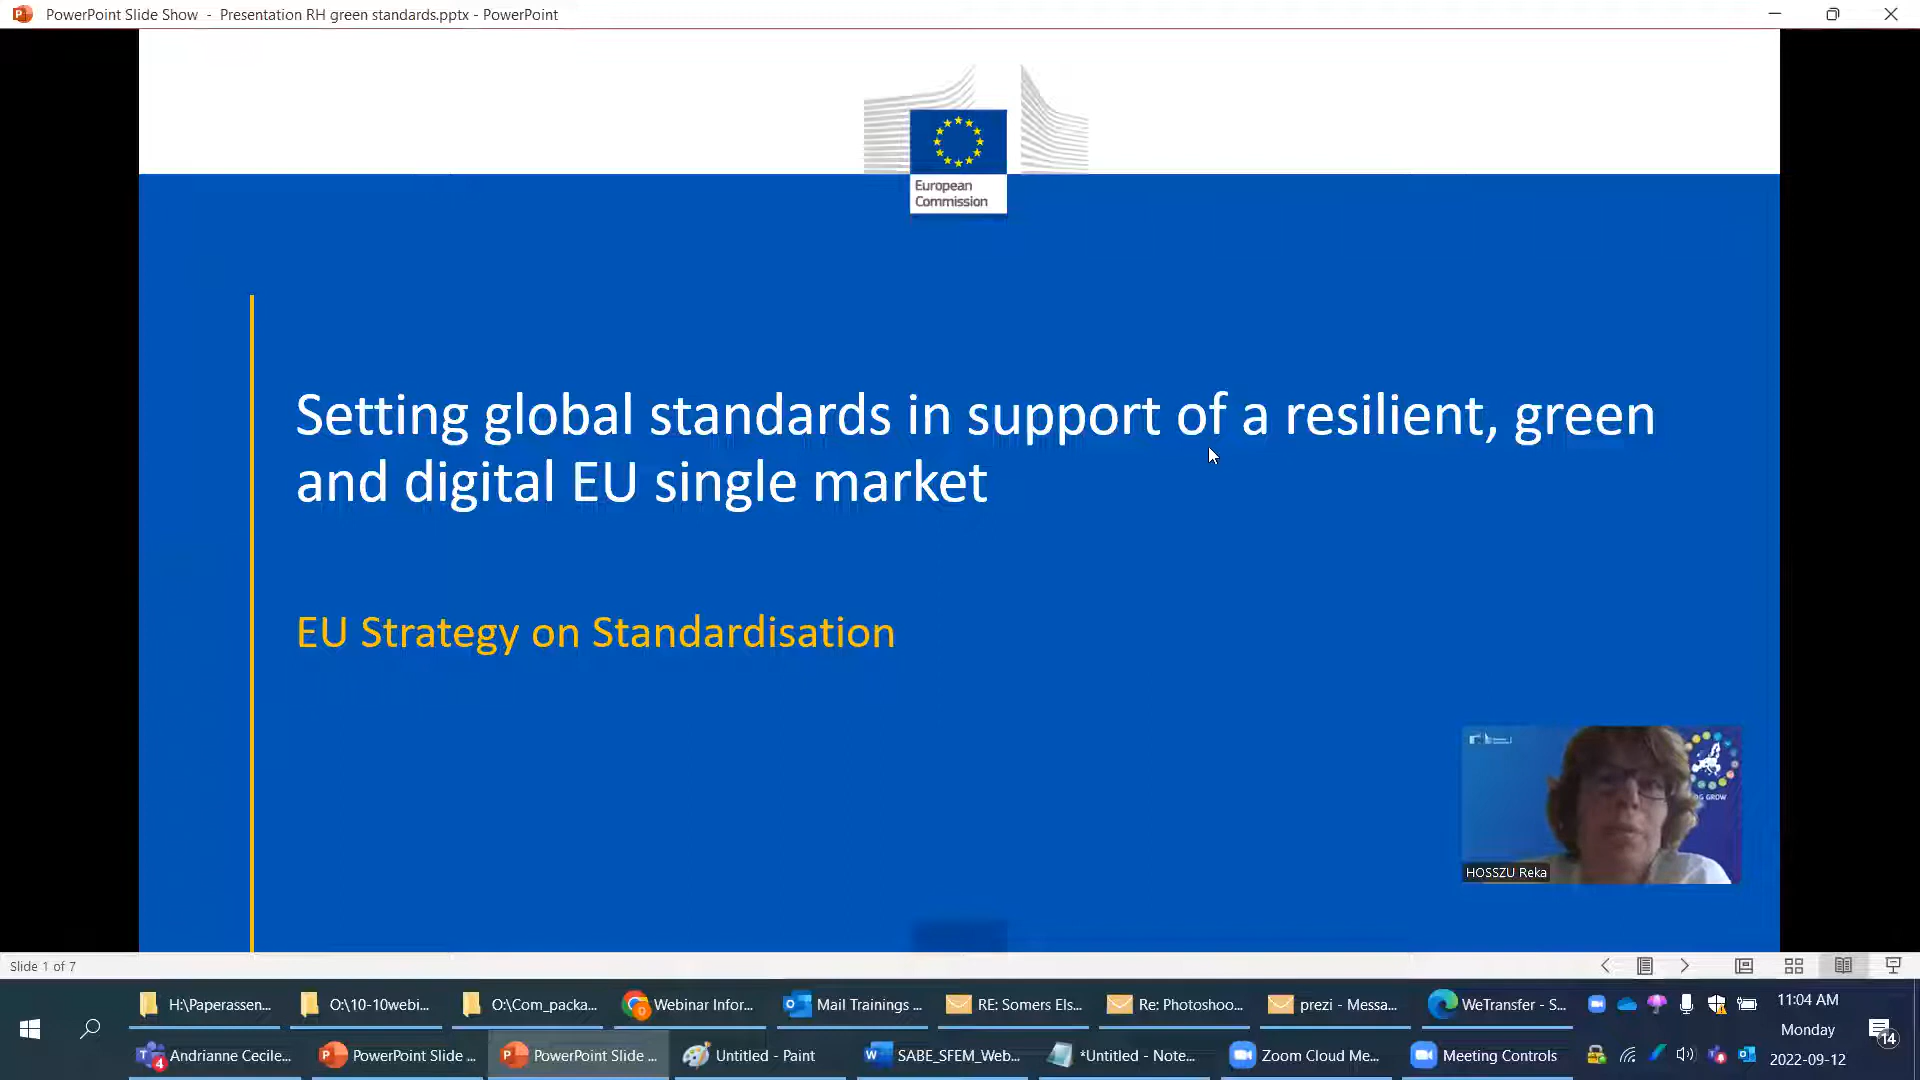 PowerPoint Slide Show - Presentation RH green standards.pptx - PowerPoint
European
Commission
Setting global standards in support of a resilient, green
and digital EU single market
EU Strategy on Standardisation
GROW
HOSSZU Reka
Slide 1 of 7
H:\Paperassen...
O:\10-10webi...
O:\Com_packa...
Webinar Infor...
Mail Trainings ...
RE: Somers Els...
Re: Photoshoo...
prezi - Messa...
WeTransfer - S...
11:04 AM
Monday
2022-09-12
14
4
Andrianne Cecile...
PowerPoint Slide ...
PowerPoint Slide ...
Untitled - Paint
SABE_SFEM_Web...
*Untitled - Note...
Zoom Cloud Me...
Meeting Controls